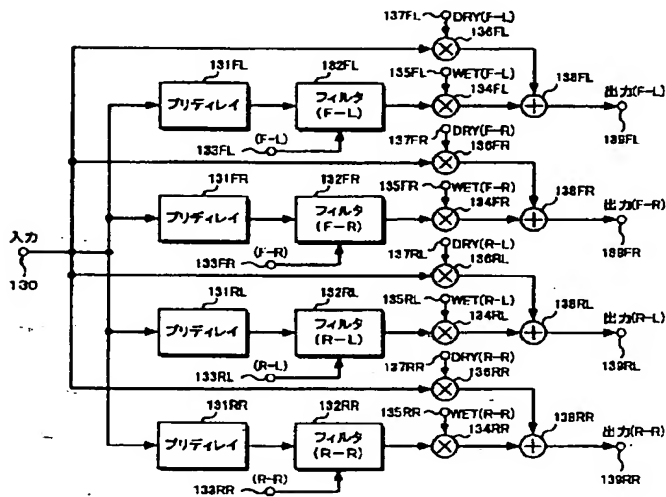 137FL DRY(F-L)
136FL
131FL
132FL
135FL WET(F-L)
138FL
プリディレイ
フィルタ
(F-L)
134FL
出力(F-L)
(F-L)
133FL
139FL
137FR DRY(F-R)
136FR
131FR
132FR
135FR WET(F-R)
138FR
プリディレイ
フィルタ
(F-R)
134FR
出力(F-R)
(F-R)
133FR
139FR
入力
130
137RL DRY(R-L)
136RL
131RL
132RL
135RL WET(R-L)
138RL
プリディレイ
フィルタ
(R-L)
134RL
出力(R-L)
(R-L)
133RL
139RL
137RR DRY(R-R)
136RR
131RR
132RR
135RR WET(R-R)
138RR
プリディレイ
フィルタ
(R-R)
134RR
出力(R-R)
(R-R)
133RR
139RR